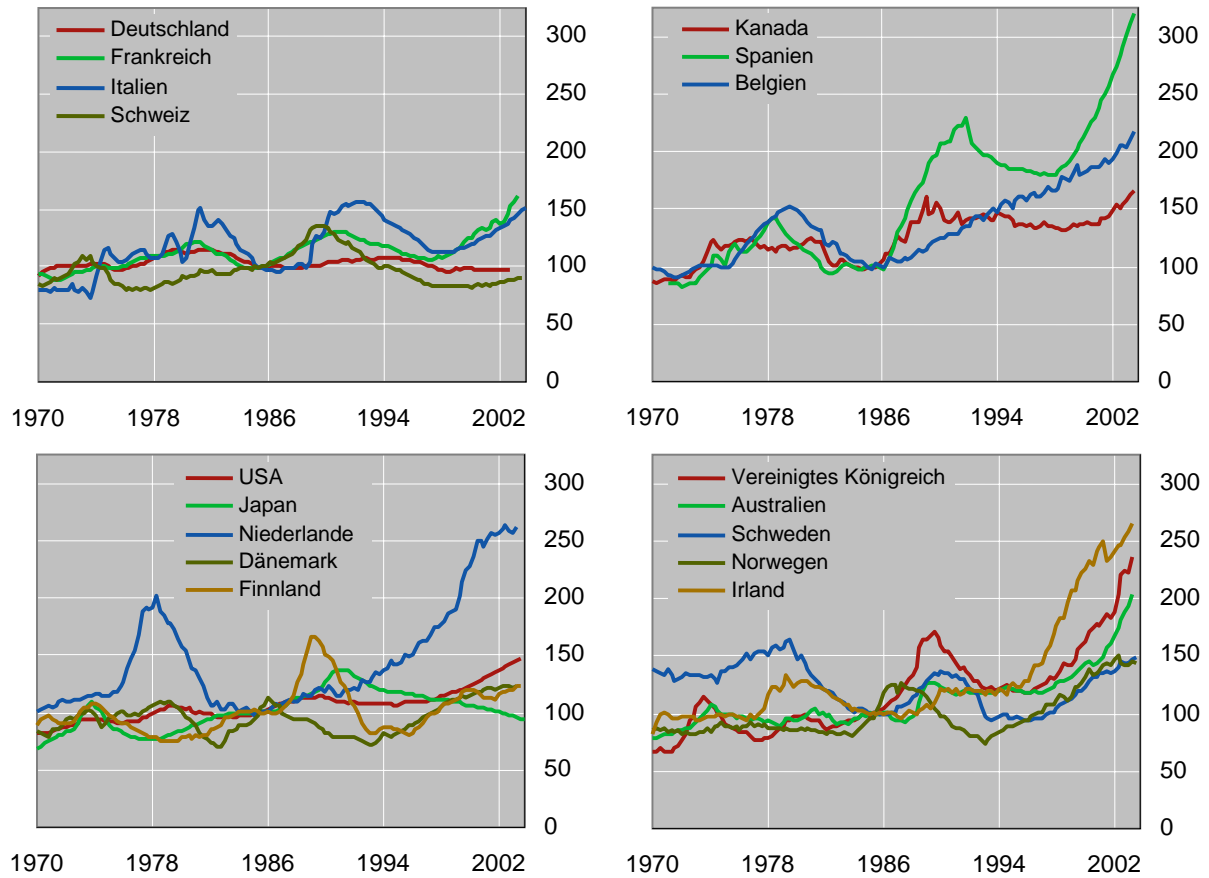 Deutschland
Frankreich
Italien
Schweiz
300
250
200
150
100
50
0
1970 1978 1986 1994 2002
Kanada
Spanien
Belgien
300
250
200
150
100
50
0
1970 1978 1986 1994 2002
USA
Japan
Niederlande
Dänemark
Finnland
300
250
200
150
100
50
0
1970 1978 1986 1994 2002
Vereinigtes Königreich
Australien
Schweden
Norwegen
Irland
300
250
200
150
100
50
0
1970 1978 1986 1994 2002